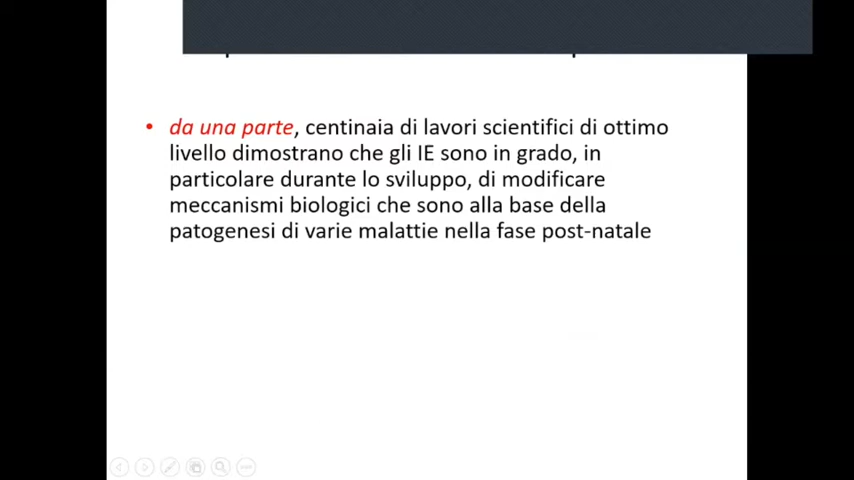 • da una parte, centinaia di lavori scientifici di ottimo
livello dimostrano che gli IE sono in grado, in
particolare durante lo sviluppo, di modificare
meccanismi biologici che sono alla base della
patogenesi di varie malattie nella fase post-natale